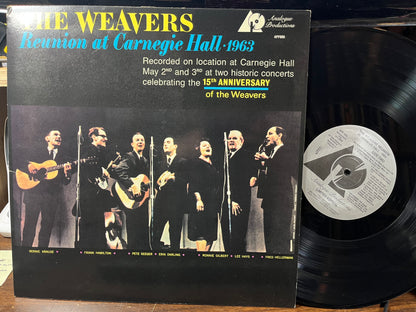 THE WEAVERS
Reunion at Carnegie Hall · 1963
Analogue
Productions
Recorded on location at Carnegie Hall
May 2ND and 3RD at two historic concerts
celebrating the 15th ANNIVERSARY
of the Weavers
BERNIE KRAUSE • FRANK HAMILTON • PETE SEEGER • ERIK DARLING • RONNIE GILBERT • LEE HAYS • FRED HELLERMAN